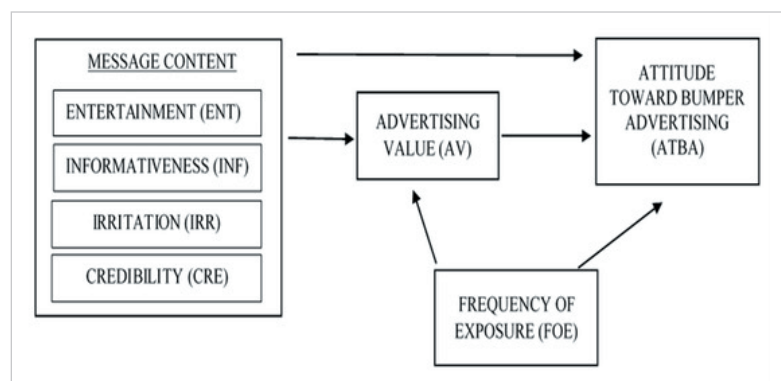 MESSAGE CONTENT
ENTERTAINMENT (ENT)
INFORMATIVENESS (INF)
IRRITATION (IRR)
CREDIBILITY (CRE)
ADVERTISING
VALUE (AV)
ATTITUDE
TOWARD BUMPER
ADVERTISING
(ATBA)
FREQUENCY OF
EXPOSURE (FOE)